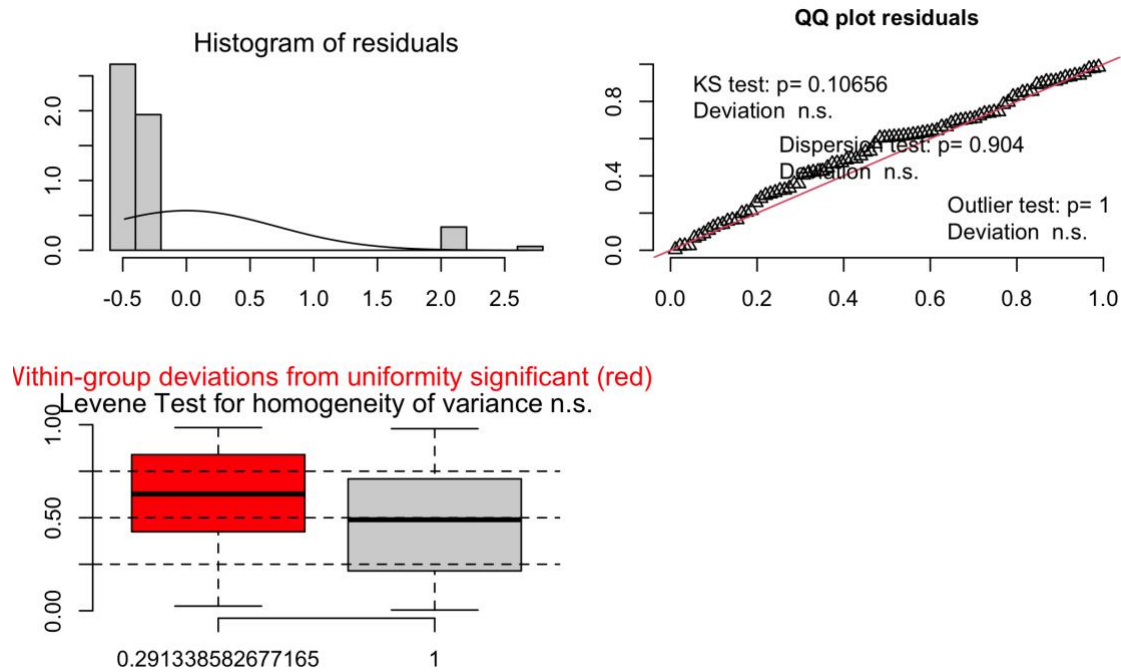 Histogram of residuals
2.0
1.0
0.0
-0.5 0.0 0.5 1.0 1.5 2.0 2.5
QQ plot residuals
0.8
0.4
0.0
KS test: p= 0.10656
Deviation n.s.
Dispersion test: p= 0.904
Deviation n.s.
Outlier test: p= 1
Deviation n.s.
0.0 0.2 0.4 0.6 0.8 1.0
Within-group deviations from uniformity significant (red)
Levene Test for homogeneity of variance n.s.
1.00
0.50
0.00
0.291338582677165 1